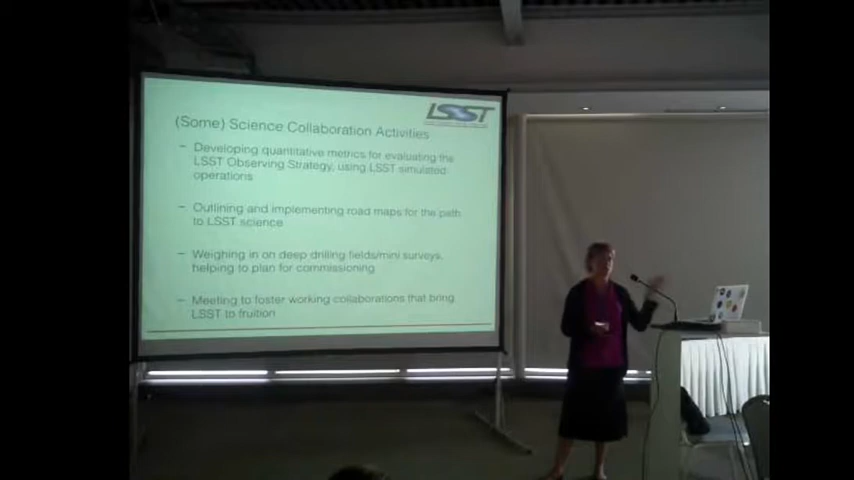 LSST
(Some) Science Collaboration Activities
– Developing quantitative metrics for evaluating the
LSST Observing Strategy, using LSST simulated
operations
– Outlining and implementing road maps for the path
to LSST science
– Weighing in on deep drilling fields/mini surveys,
helping to plan for commissioning
– Meeting to foster working collaborations that bring
LSST to fruition